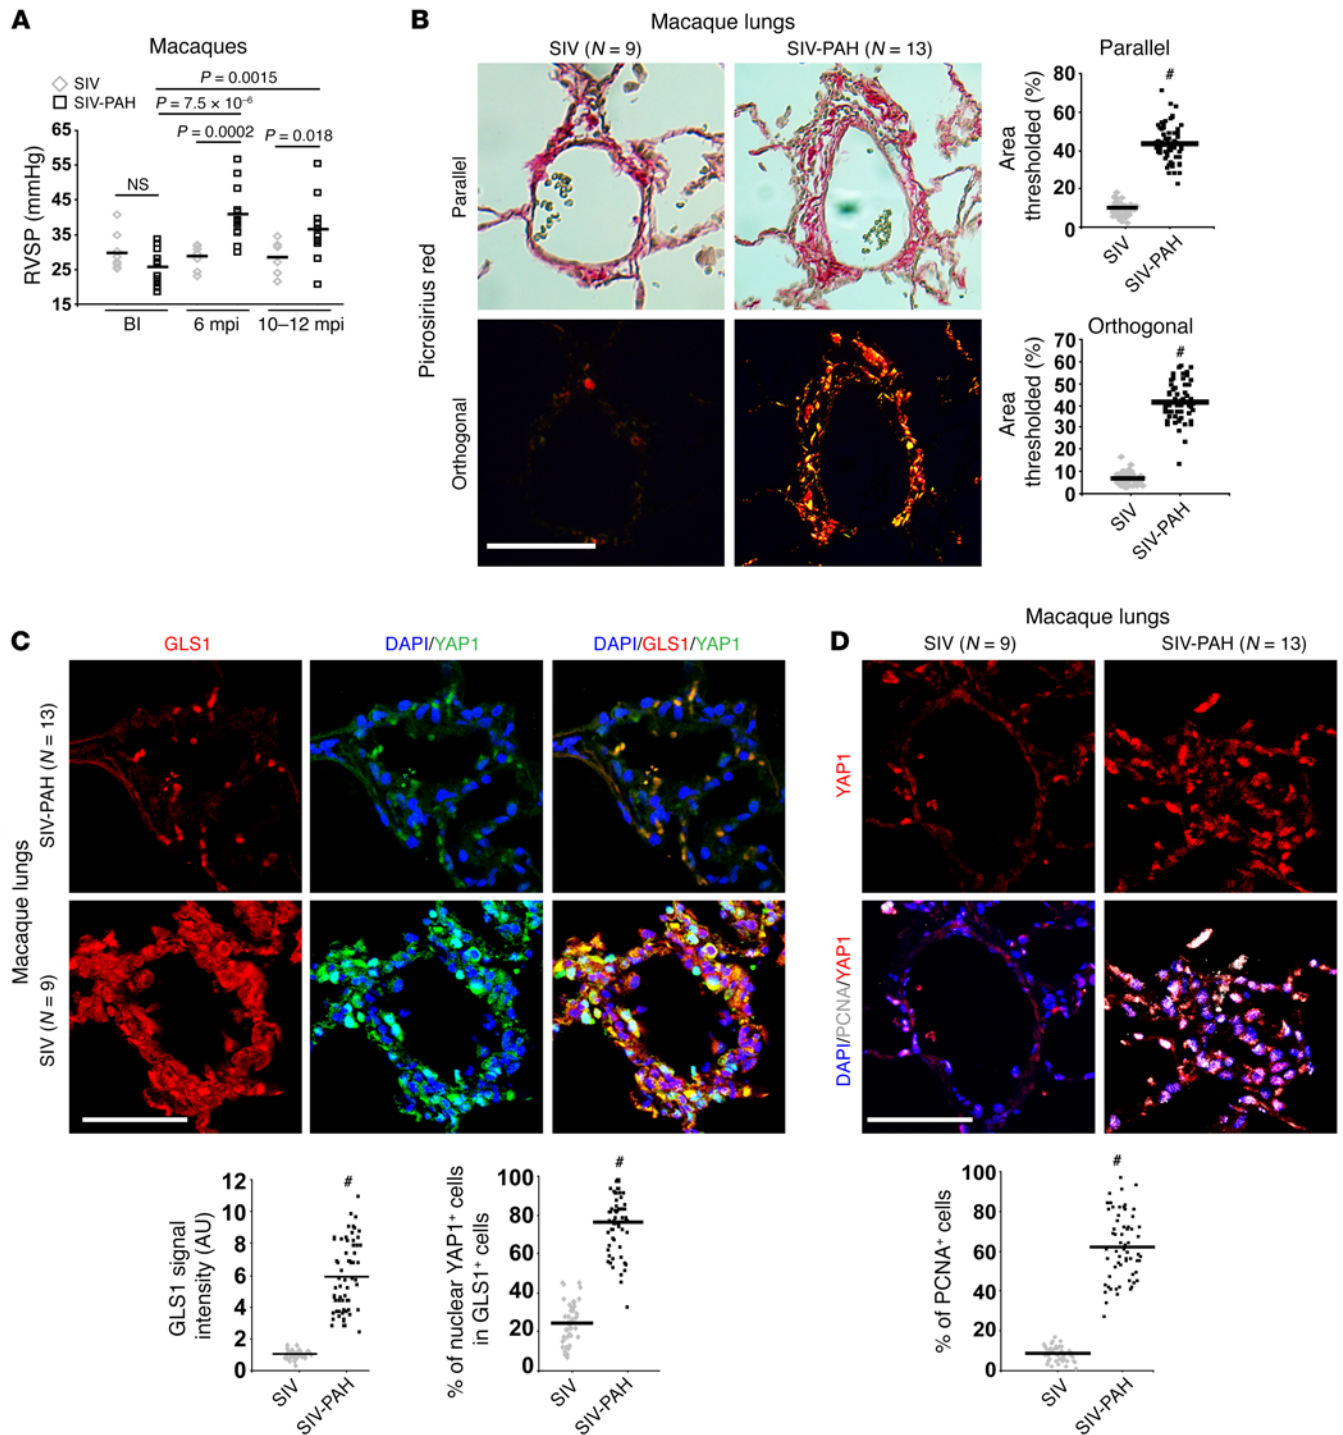 A
Macaques
SIV
SIV-PAH
P = 0.0015
P = 7.5 × 10⁻⁶
P = 0.0002
P = 0.018
NS
RVSP (mmHg)
65
55
45
35
25
15
BI
6 mpi
10–12 mpi
B
Macaque lungs
SIV (N = 9)
SIV-PAH (N = 13)
Picrosirius red
Parallel
Orthogonal
Parallel
Area
thresholded (%)
80
60
40
20
0
#
SIV
SIV-PAH
Orthogonal
Area
thresholded (%)
70
60
50
40
30
20
10
0
#
SIV
SIV-PAH
C
GLS1
DAPI/YAP1
DAPI/GLS1/YAP1
Macaque lungs
SIV-PAH (N = 13)
SIV (N = 9)
GLS1 signal
intensity (AU)
12
10
8
6
4
2
0
#
SIV
SIV-PAH
% of nuclear YAP1⁺ cells
in GLS1⁺ cells
100
80
60
40
20
0
#
SIV
SIV-PAH
D
Macaque lungs
SIV (N = 9)
SIV-PAH (N = 13)
YAP1
DAPI/PCNA/YAP1
% of PCNA⁺ cells
100
80
60
40
20
0
#
SIV
SIV-PAH